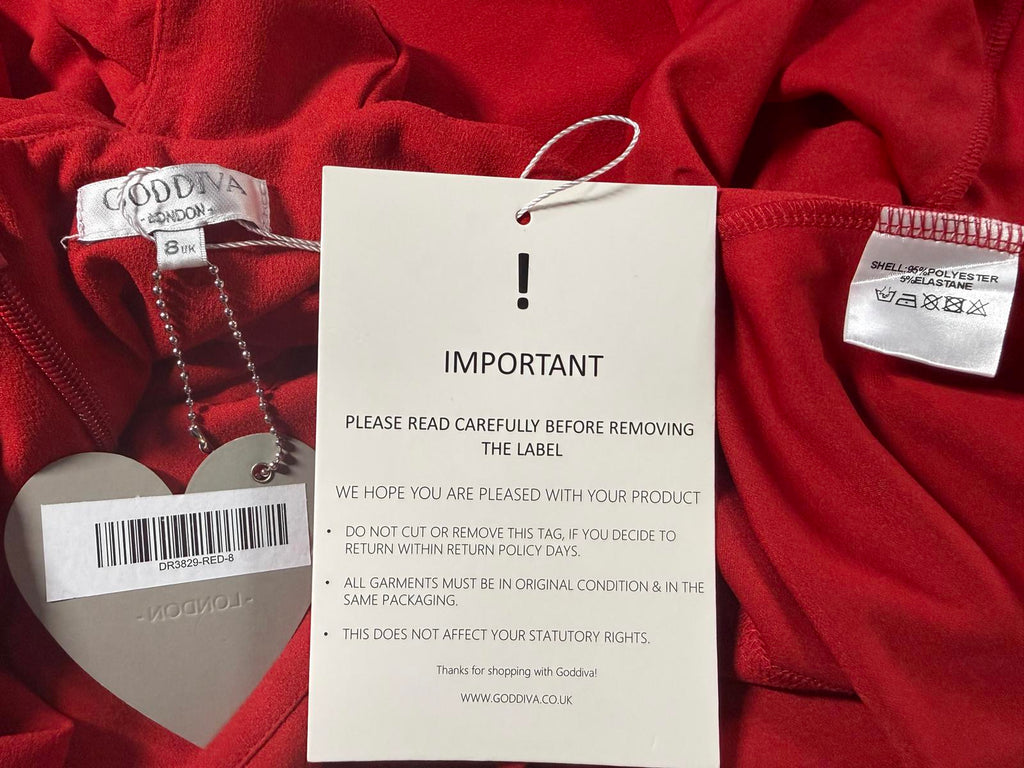 GODDIVA
-LONDON-
8UK
DR3829-RED-8
-LONDON-
!
IMPORTANT
PLEASE READ CAREFULLY BEFORE REMOVING
THE LABEL
WE HOPE YOU ARE PLEASED WITH YOUR PRODUCT
• DO NOT CUT OR REMOVE THIS TAG, IF YOU DECIDE TO
RETURN WITHIN RETURN POLICY DAYS.
• ALL GARMENTS MUST BE IN ORIGINAL CONDITION & IN THE
SAME PACKAGING.
• THIS DOES NOT AFFECT YOUR STATUTORY RIGHTS.
Thanks for shopping with Goddiva!
WWW.GODDIVA.CO.UK
SHELL:95%POLYESTER
5%ELASTANE